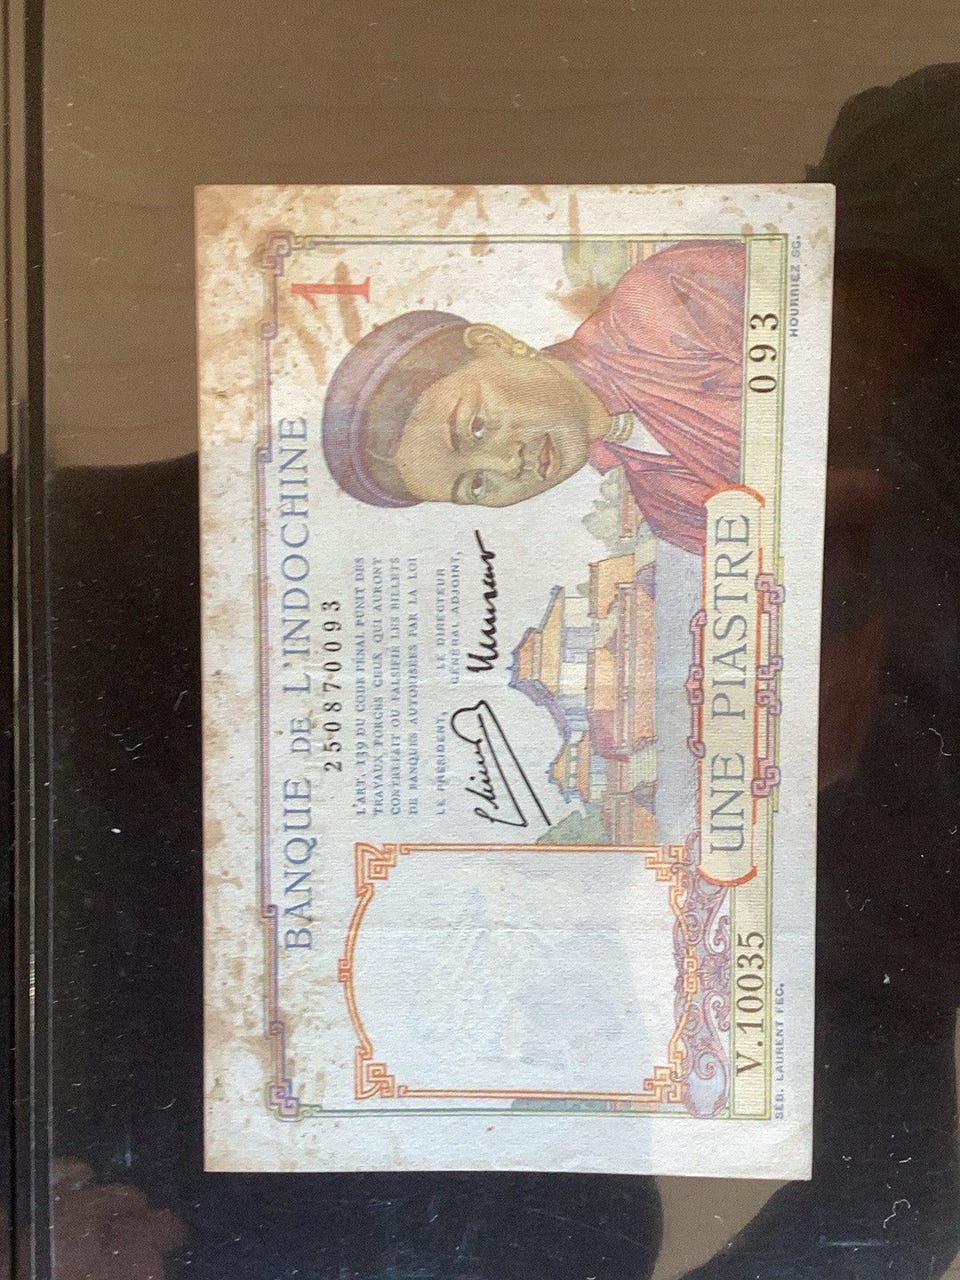 BANQUE DE L'INDOCHINE
1
250870093
L'ART. 139 DU CODE PÉNAL PUNIT DES
TRAVAUX FORCÉS CEUX QUI AURONT
CONTREFAIT OU FALSIFIÉ LES BILLETS
DE BANQUES AUTORISÉES PAR LA LOI
LE PRÉSIDENT,
LE DIRECTEUR
GÉNÉRAL ADJOINT,
UNE PIASTRE
V.10035
093
SÉB. LAURENT FEC.
HOURRIEZ SC.